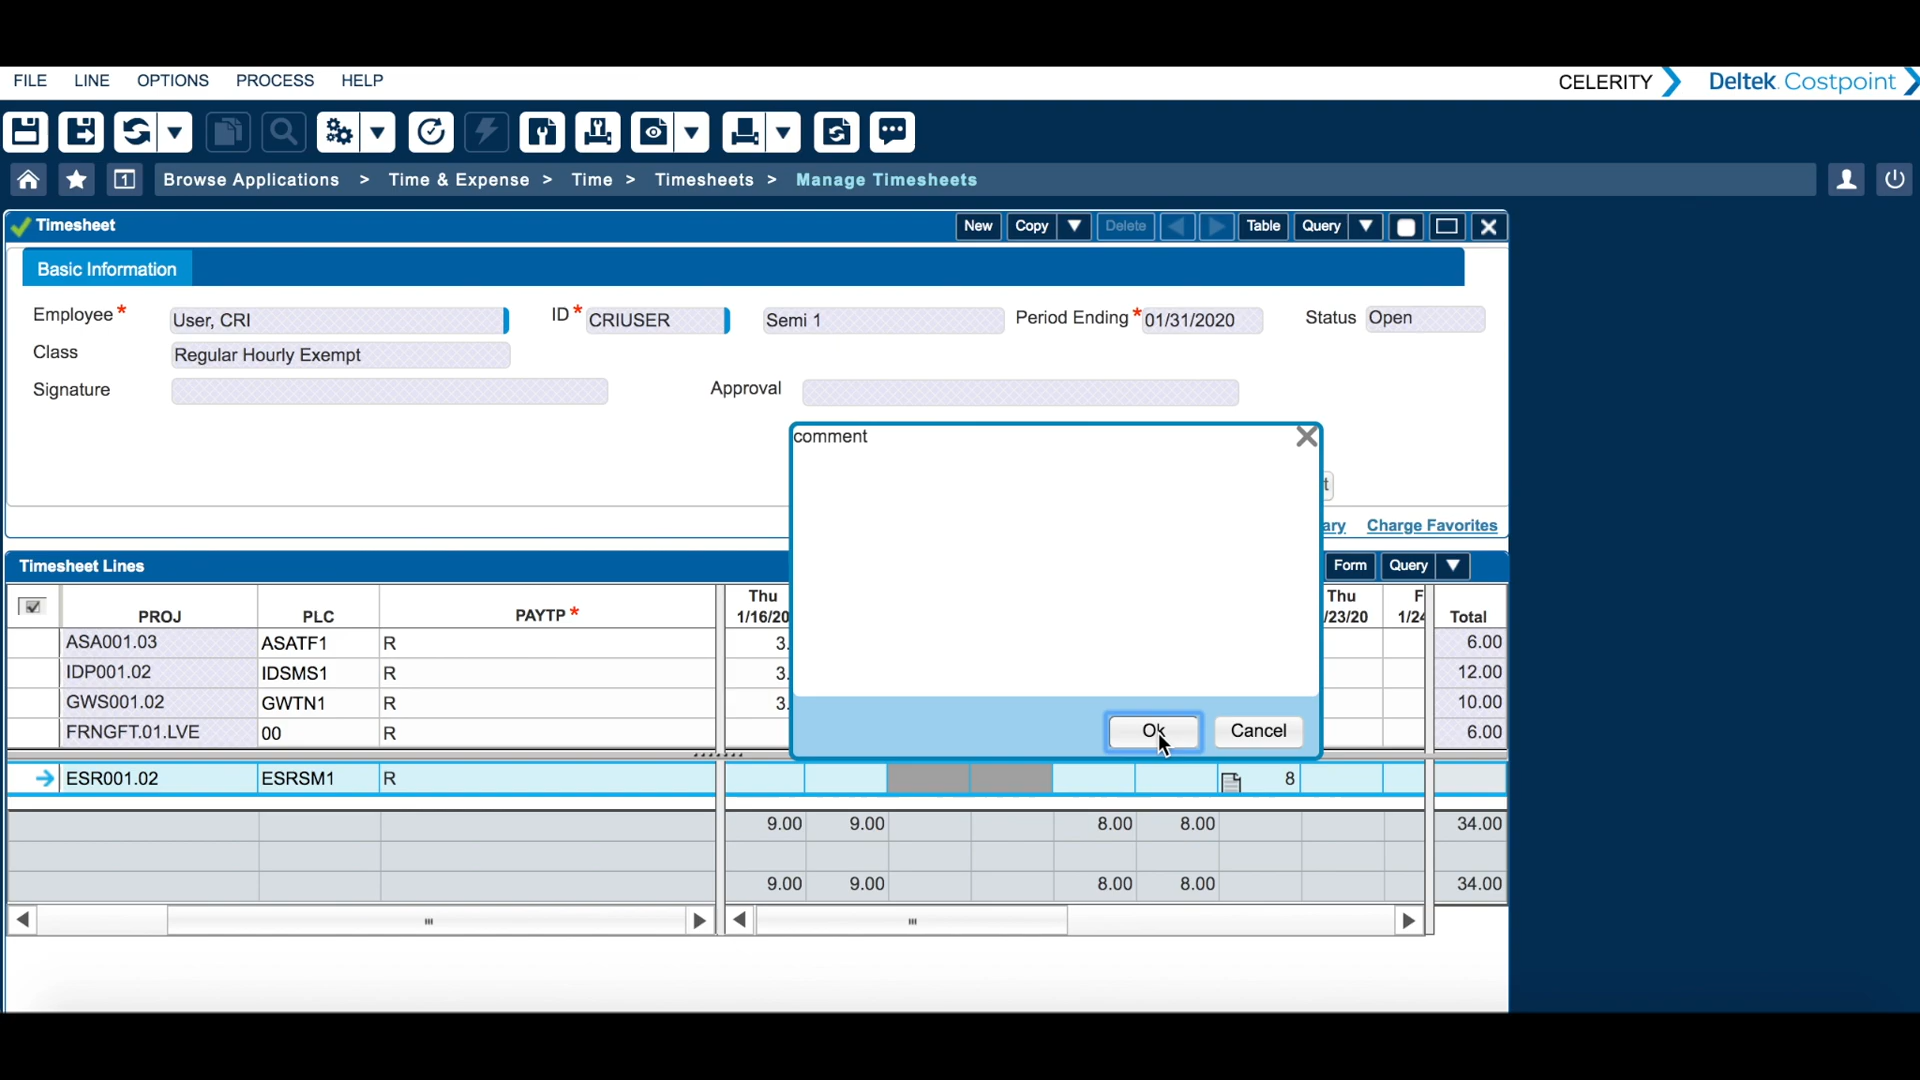 FILE LINE OPTIONS PROCESS HELP CELERITY Deltek Costpoint
1 Browse Applications > Time & Expense > Time > Timesheets > Manage Timesheets
Timesheet New Copy Delete Table Query
Basic Information
Employee * User, CRI ID * CRIUSER Semi 1 Period Ending * 01/31/2020 Status Open
Class Regular Hourly Exempt
Signature Approval
comment
Ok Cancel
ary Charge Favorites
Timesheet Lines Form Query
Thu Thu F
PROJ PLC PAYTP * 1/16/20 /23/20 1/24 Total
ASA001.03 ASATF1 R 3. 6.00
IDP001.02 IDSMS1 R 3. 12.00
GWS001.02 GWTN1 R 3. 10.00
FRNGFT.01.LVE 00 R 6.00
ESR001.02 ESRSM1 R 8
9.00 9.00 8.00 8.00 34.00
9.00 9.00 8.00 8.00 34.00